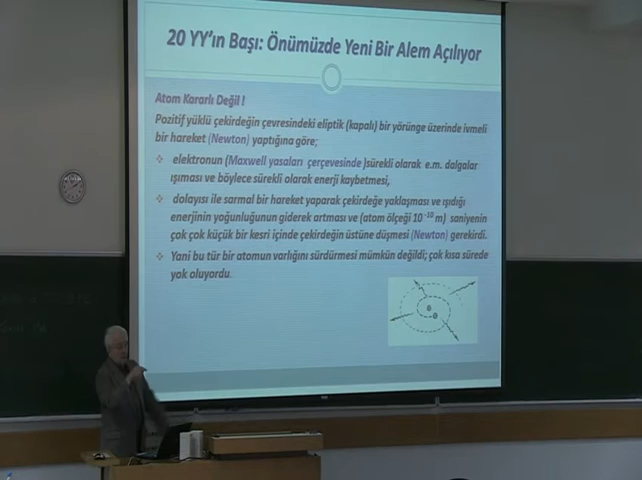 20 YY’ın Başı: Önümüzde Yeni Bir Alem Açılıyor
Atom Kararlı Değil !
Pozitif yüklü çekirdeğin çevresindeki eliptik (kapalı) bir yörünge üzerinde ivmeli
bir hareket (Newton) yaptığına göre;
elektronun (Maxwell yasaları çerçevesinde )sürekli olarak e.m. dalgalar
ışıması ve böylece sürekli olarak enerji kaybetmesi,
dolayısı ile sarmal bir hareket yaparak çekirdeğe yaklaşması ve ışıdığı
enerjinin yoğunluğunun giderek artması ve (atom ölçeği 10⁻¹⁰ m) saniyenin
çok çok küçük bir kesri içinde çekirdeğin üstüne düşmesi (Newton) gerekirdi.
Yani bu tür bir atomun varlığını sürdürmesi mümkün değildi; çok kısa sürede
yok oluyordu.